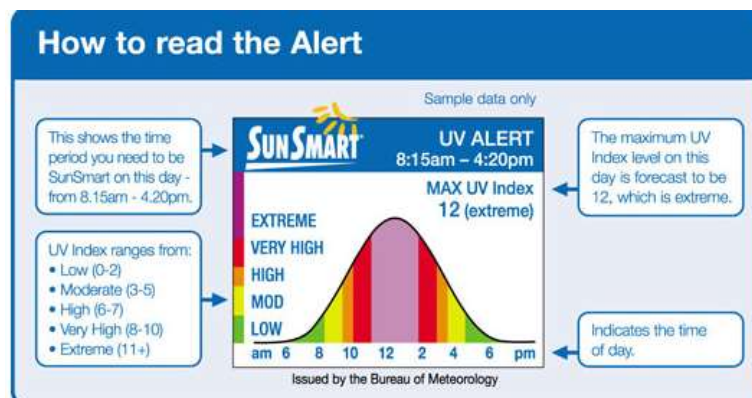 How to read the Alert
Sample data only
This shows the time
period you need to be
SunSmart on this day -
from 8.15am - 4.20pm.
UV Index ranges from:
• Low (0-2)
• Moderate (3-5)
• High (6-7)
• Very High (8-10)
• Extreme (11+)
SUNSMART
UV ALERT
8:15am – 4:20pm
MAX UV Index
12 (extreme)
EXTREME
VERY HIGH
HIGH
MOD
LOW
am 6 8 10 12 2 4 6 pm
Issued by the Bureau of Meteorology
The maximum UV
Index level on this
day is forecast to be
12, which is extreme.
Indicates the time
of day.